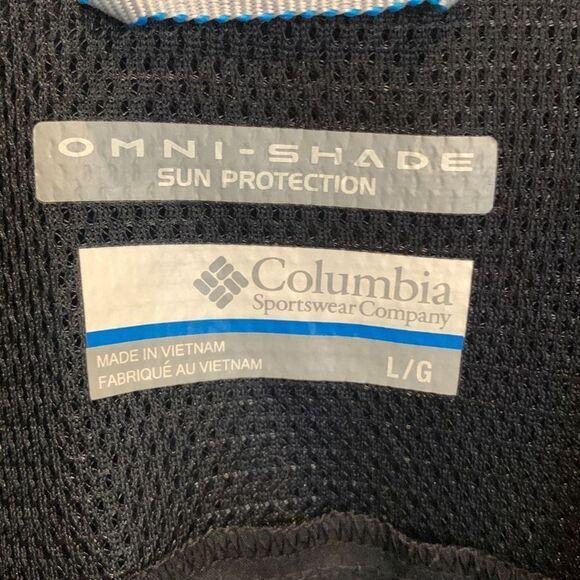 OMNI-SHADE
SUN PROTECTION
Columbia
Sportswear Company
MADE IN VIETNAM
FABRIQUÉ AU VIETNAM
L/G